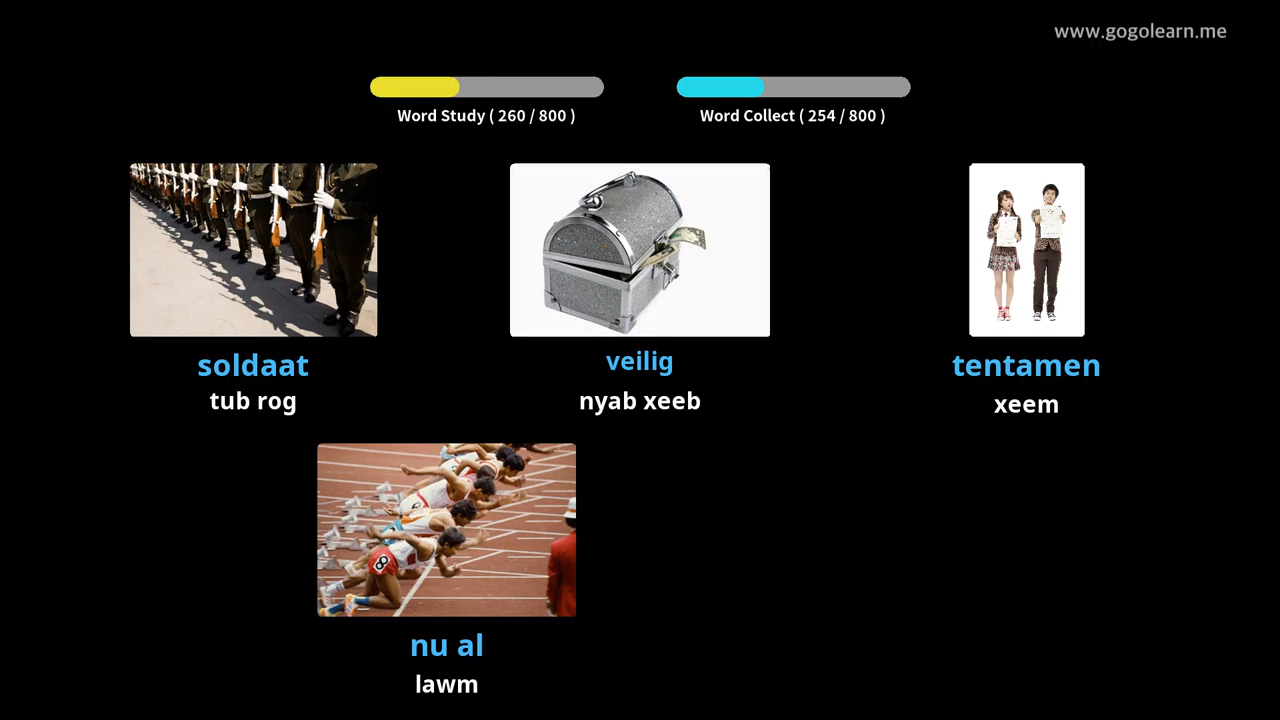 www.gogolearn.me
Word Study ( 260 / 800 )
Word Collect ( 254 / 800 )
soldaat
tub rog
veilig
nyab xeeb
tentamen
xeem
8
nu al
lawm